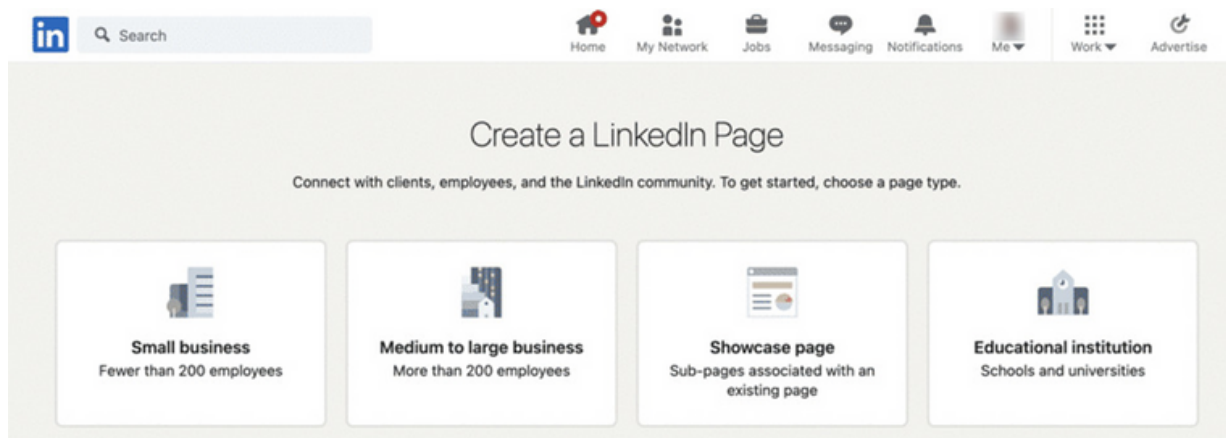 in Search Home My Network Jobs Messaging Notifications Me Work Advertise
Create a LinkedIn Page
Connect with clients, employees, and the LinkedIn community. To get started, choose a page type.
Small business
Fewer than 200 employees
Medium to large business
More than 200 employees
Showcase page
Sub-pages associated with an
existing page
Educational institution
Schools and universities